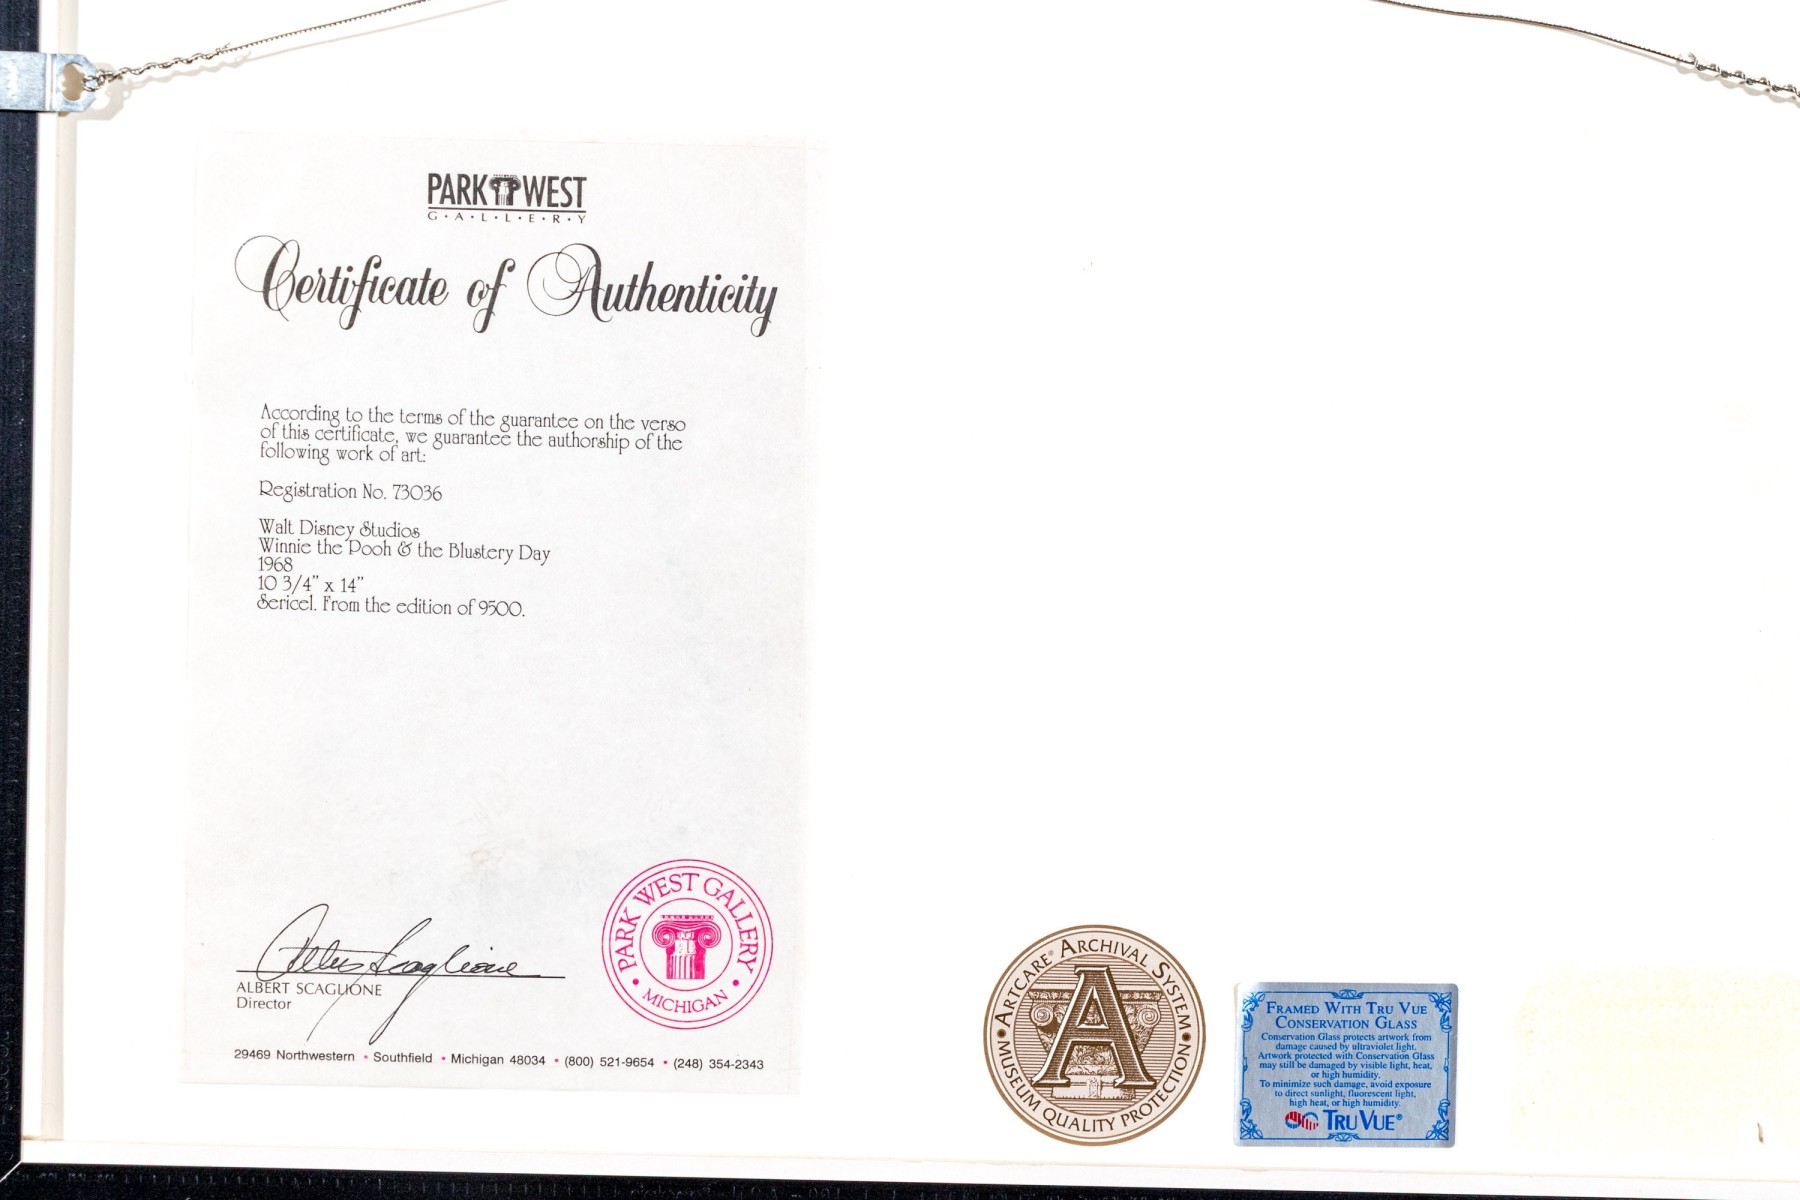 PARK WEST
G·A·L·L·E·R·Y
Certificate of Authenticity
According to the terms of the guarantee on the verso
of this certificate, we guarantee the authorship of the
following work of art:
Registration No. 73036
Walt Disney Studios
Winnie the Pooh & the Blustery Day
1968
10 3/4" x 14"
Sericel. From the edition of 9500.
Albert Scaglione
ALBERT SCAGLIONE
Director
PARK WEST GALLERY
• MICHIGAN •
29469 Northwestern • Southfield • Michigan 48034 • (800) 521-9654 • (248) 354-2343
ARTCARE® ARCHIVAL SYSTEM
• MUSEUM QUALITY PROTECTION •
A
FRAMED WITH TRU VUE
CONSERVATION GLASS
Conservation Glass protects artwork from
damage caused by ultraviolet light.
Artwork protected with Conservation Glass
may still be damaged by visible light, heat,
or high humidity.
To minimize such damage, avoid exposure
to direct sunlight, fluorescent light,
high heat, or high humidity.
TRU VUE®